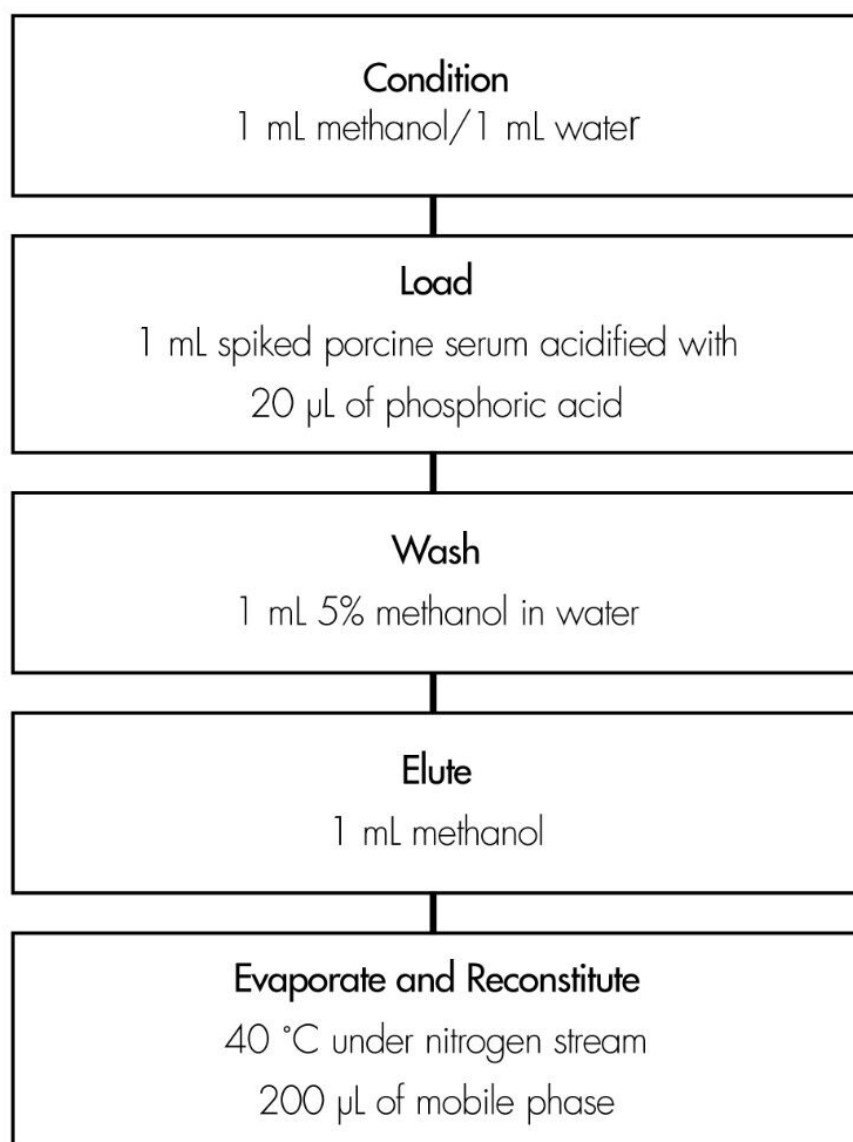 Condition
1 mL methanol/1 mL water
Load
1 mL spiked porcine serum acidified with
20 µL of phosphoric acid
Wash
1 mL 5% methanol in water
Elute
1 mL methanol
Evaporate and Reconstitute
40 °C under nitrogen stream
200 µL of mobile phase